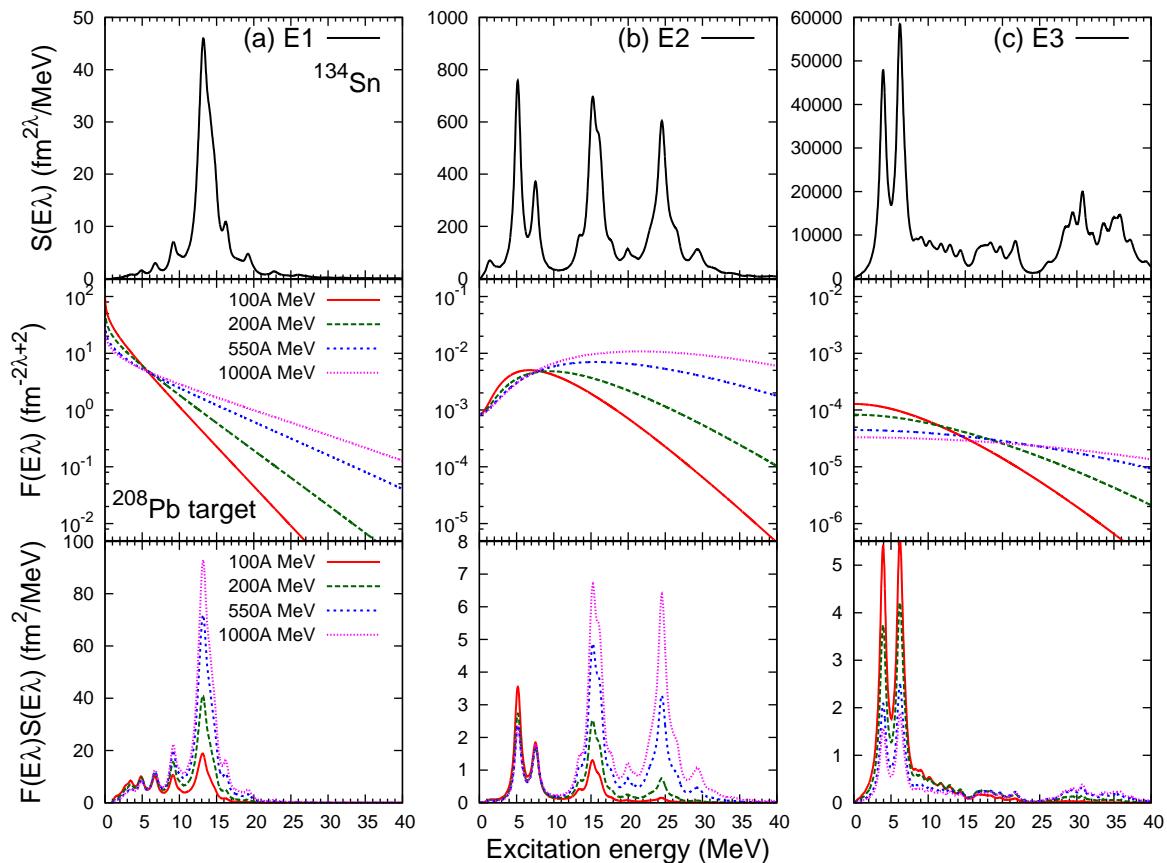 (a) E1
134Sn
S(Eλ) (fm^{2λ}/MeV)
50
40
30
20
10
0
(b) E2
1000
800
600
400
200
0
(c) E3
60000
50000
40000
30000
20000
10000
0
F(Eλ) (fm^{-2λ+2})
10^2
10^1
10^0
10^{-1}
10^{-2}
100A MeV
200A MeV
550A MeV
1000A MeV
208Pb target
10^{-1}
10^{-2}
10^{-3}
10^{-4}
10^{-5}
10^{-2}
10^{-3}
10^{-4}
10^{-5}
10^{-6}
F(Eλ)S(Eλ) (fm^2/MeV)
100
80
60
40
20
0
100A MeV
200A MeV
550A MeV
1000A MeV
0 5 10 15 20 25 30 35 40
8
7
6
5
4
3
2
1
0
0 5 10 15 20 25 30 35 40
5
4
3
2
1
0
0 5 10 15 20 25 30 35 40
Excitation energy (MeV)